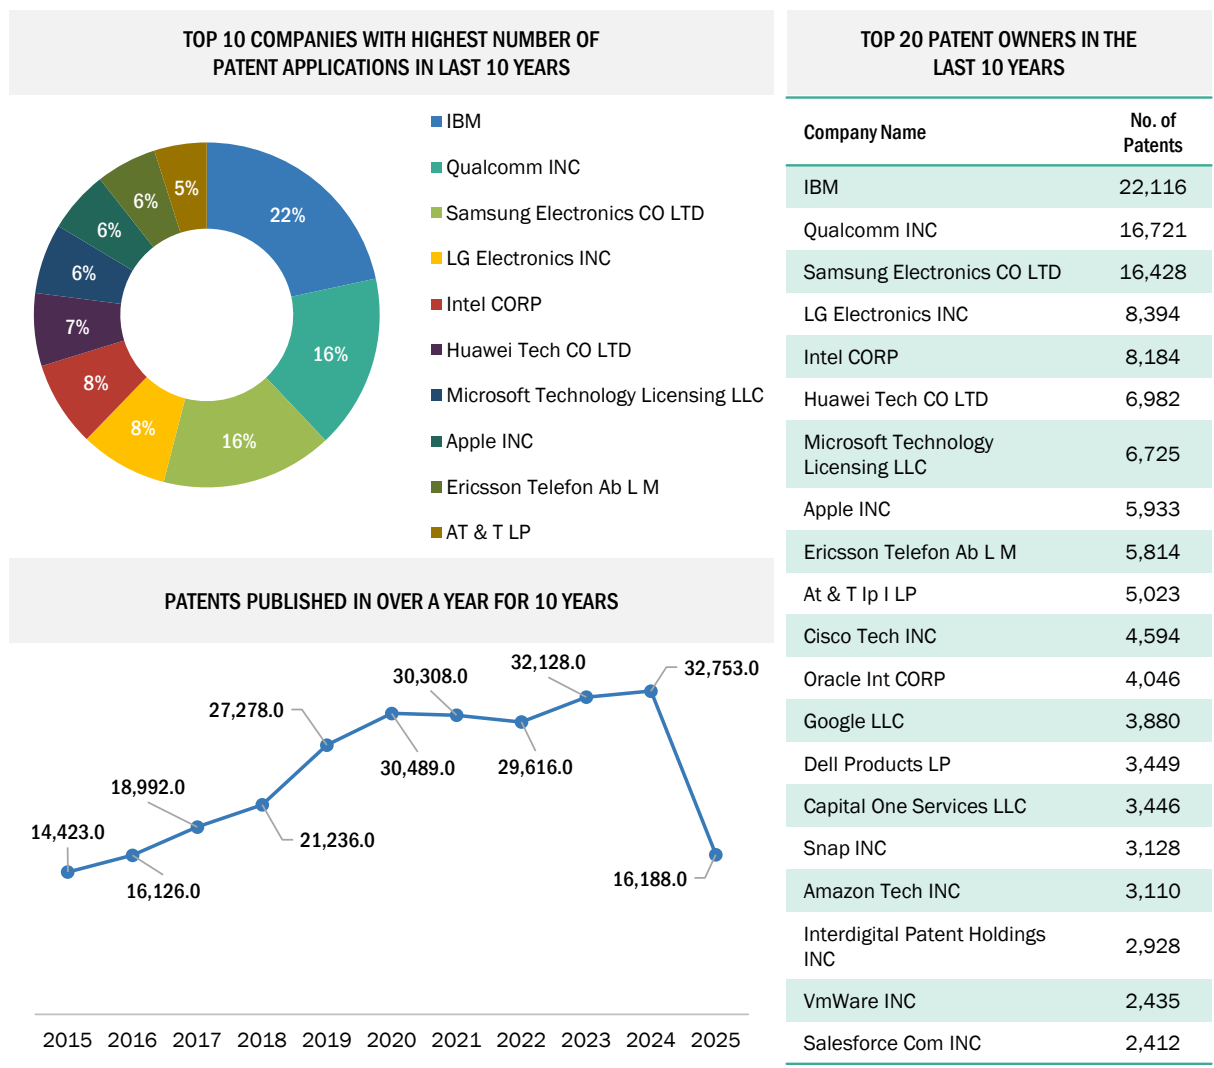 TOP 10 COMPANIES WITH HIGHEST NUMBER OF
PATENT APPLICATIONS IN LAST 10 YEARS
22%
16%
16%
8%
8%
7%
6%
6%
6%
5%
IBM
Qualcomm INC
Samsung Electronics CO LTD
LG Electronics INC
Intel CORP
Huawei Tech CO LTD
Microsoft Technology Licensing LLC
Apple INC
Ericsson Telefon Ab L M
AT & T LP
PATENTS PUBLISHED IN OVER A YEAR FOR 10 YEARS
14,423.0
16,126.0
18,992.0
21,236.0
27,278.0
30,489.0
30,308.0
29,616.0
32,128.0
32,753.0
16,188.0
2015 2016 2017 2018 2019 2020 2021 2022 2023 2024 2025
TOP 20 PATENT OWNERS IN THE
LAST 10 YEARS
Company Name No. of
Patents
IBM 22,116
Qualcomm INC 16,721
Samsung Electronics CO LTD 16,428
LG Electronics INC 8,394
Intel CORP 8,184
Huawei Tech CO LTD 6,982
Microsoft Technology
Licensing LLC 6,725
Apple INC 5,933
Ericsson Telefon Ab L M 5,814
At & T Ip I LP 5,023
Cisco Tech INC 4,594
Oracle Int CORP 4,046
Google LLC 3,880
Dell Products LP 3,449
Capital One Services LLC 3,446
Snap INC 3,128
Amazon Tech INC 3,110
Interdigital Patent Holdings
INC 2,928
VmWare INC 2,435
Salesforce Com INC 2,412